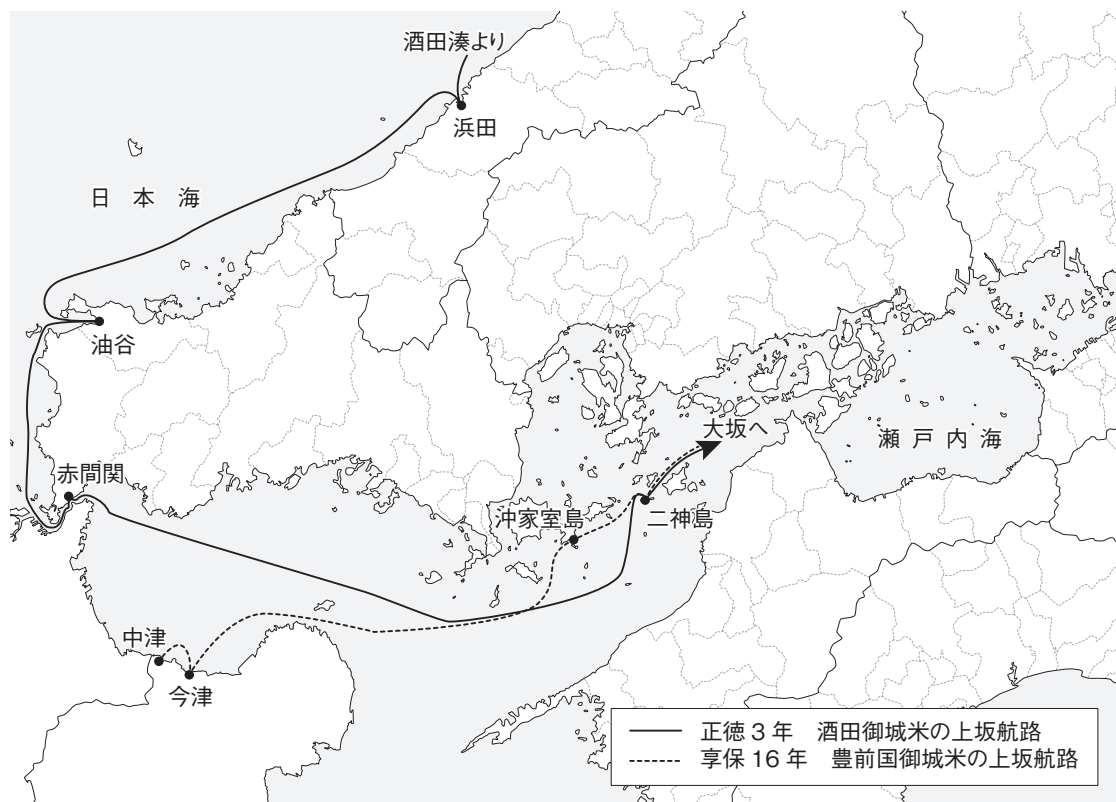 酒田湊より
浜田
日本海
油谷
大坂へ
瀬戸内海
赤間関
沖家室島
二神島
中津
今津
正徳3年 酒田御城米の上坂航路
享保16年 豊前国御城米の上坂航路